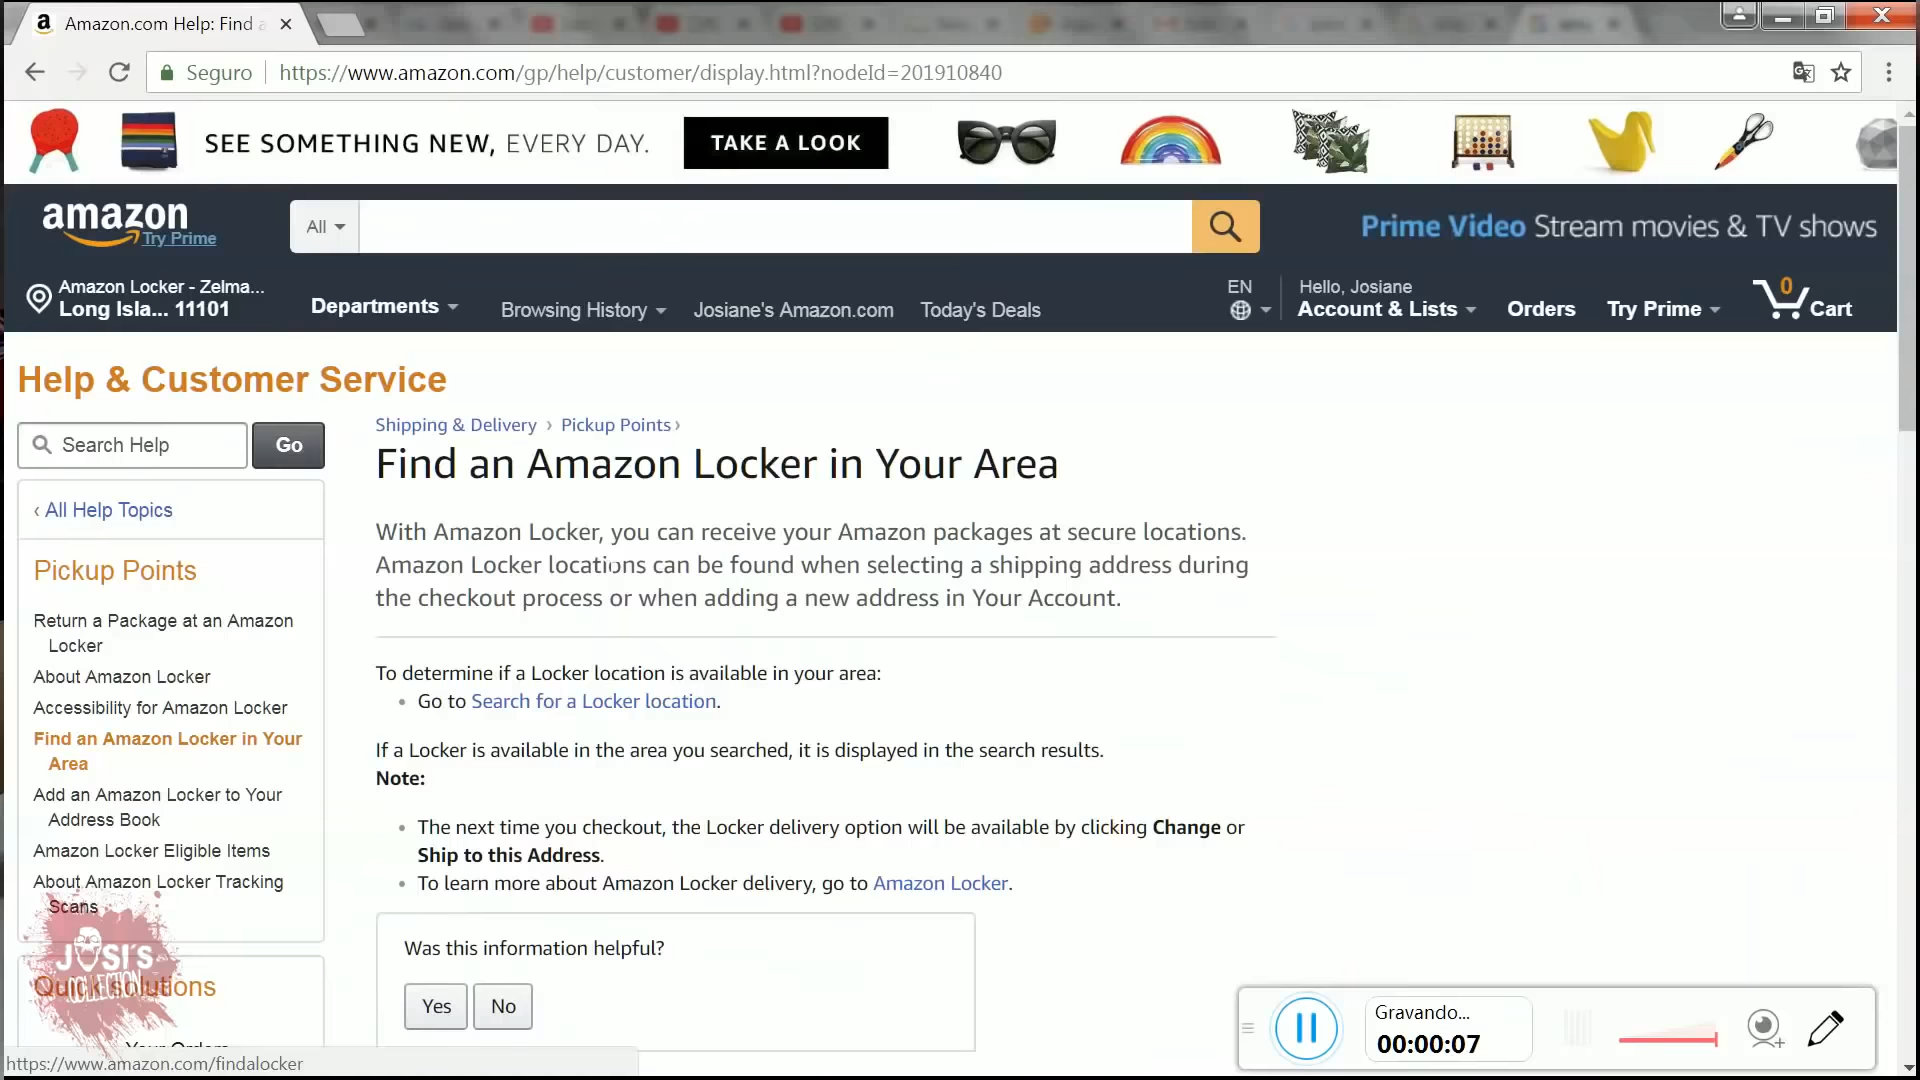 Amazon.com Help: Find a
Seguro
https://www.amazon.com/gp/help/customer/display.html?nodeId=201910840
SEE SOMETHING NEW, EVERY DAY.
TAKE A LOOK
amazon
Try Prime
All
Prime Video Stream movies & TV shows
Amazon Locker - Zelma...
Long Isla... 11101
Departments
Browsing History
Josiane's Amazon.com
Today's Deals
EN
Hello, Josiane
Account & Lists
Orders
Try Prime
0
Cart
Help & Customer Service
Search Help
Go
‹ All Help Topics
Pickup Points
Return a Package at an Amazon
Locker
About Amazon Locker
Accessibility for Amazon Locker
Find an Amazon Locker in Your
Area
Add an Amazon Locker to Your
Address Book
Amazon Locker Eligible Items
About Amazon Locker Tracking
Scans
Quick solutions
Your Orders
JOSI'S
COLLECTION
Shipping & Delivery › Pickup Points ›
Find an Amazon Locker in Your Area
With Amazon Locker, you can receive your Amazon packages at secure locations.
Amazon Locker locations can be found when selecting a shipping address during
the checkout process or when adding a new address in Your Account.
To determine if a Locker location is available in your area:
• Go to Search for a Locker location.
If a Locker is available in the area you searched, it is displayed in the search results.
Note:
• The next time you checkout, the Locker delivery option will be available by clicking Change or
Ship to this Address.
• To learn more about Amazon Locker delivery, go to Amazon Locker.
Was this information helpful?
Yes
No
Gravando...
00:00:07
https://www.amazon.com/findalocker